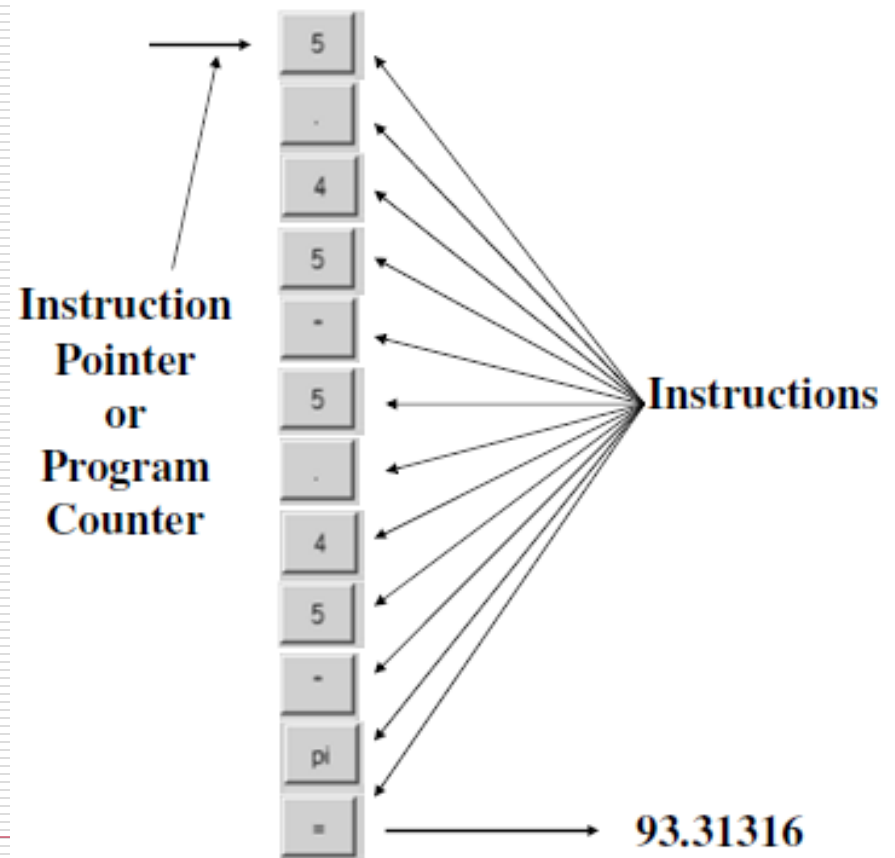 5
.
4
5
Instruction
Pointer
or
Program
Counter
*
5
.
4
5
*
pi
=
Instructions
93.31316